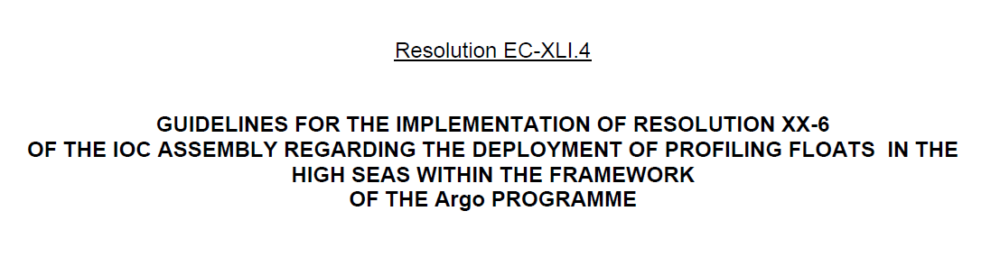 Resolution EC-XLI.4
GUIDELINES FOR THE IMPLEMENTATION OF RESOLUTION XX-6
OF THE IOC ASSEMBLY REGARDING THE DEPLOYMENT OF PROFILING FLOATS  IN THE
HIGH SEAS WITHIN THE FRAMEWORK
OF THE Argo PROGRAMME